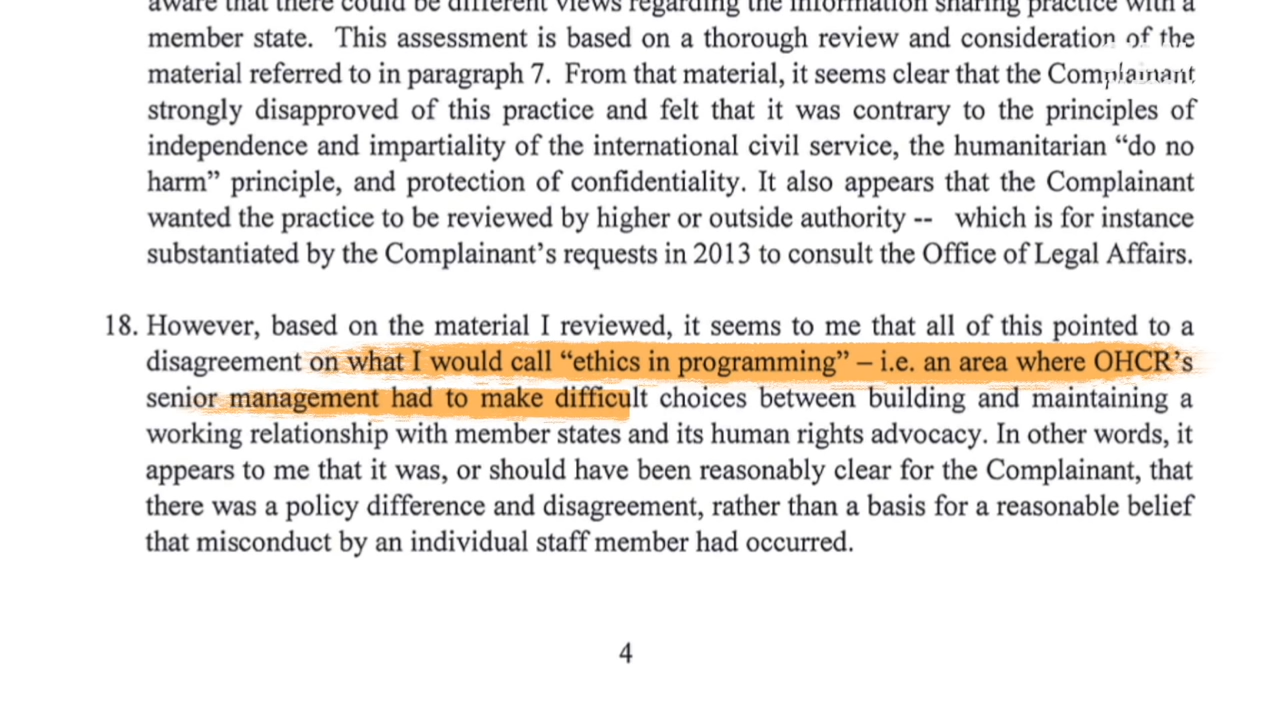 aware that there could be different views regarding the information sharing practice with a
member state. This assessment is based on a thorough review and consideration of the
material referred to in paragraph 7. From that material, it seems clear that the Complainant
strongly disapproved of this practice and felt that it was contrary to the principles of
independence and impartiality of the international civil service, the humanitarian “do no
harm” principle, and protection of confidentiality. It also appears that the Complainant
wanted the practice to be reviewed by higher or outside authority -- which is for instance
substantiated by the Complainant’s requests in 2013 to consult the Office of Legal Affairs.
18. However, based on the material I reviewed, it seems to me that all of this pointed to a
disagreement on what I would call “ethics in programming” – i.e. an area where OHCR’s
senior management had to make difficult choices between building and maintaining a
working relationship with member states and its human rights advocacy. In other words, it
appears to me that it was, or should have been reasonably clear for the Complainant, that
there was a policy difference and disagreement, rather than a basis for a reasonable belief
that misconduct by an individual staff member had occurred.
4